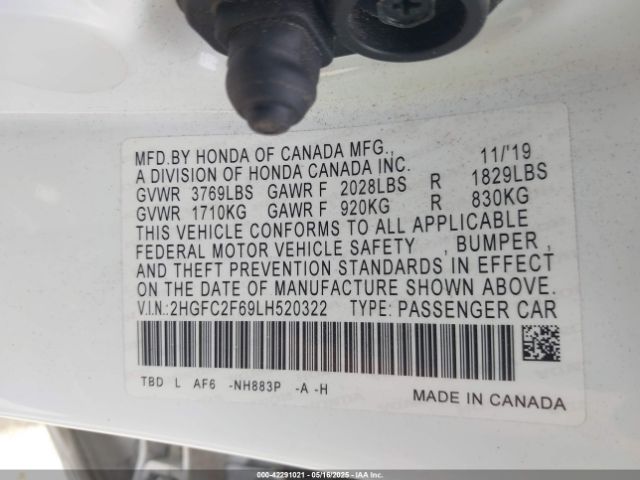 MFD.BY HONDA OF CANADA MFG., 11/'19
A DIVISION OF HONDA CANADA INC.
GVWR 3769LBS GAWR F 2028LBS R 1829LBS
GVWR 1710KG GAWR F 920KG R 830KG
THIS VEHICLE CONFORMS TO ALL APPLICABLE
FEDERAL MOTOR VEHICLE SAFETY , BUMPER ,
AND THEFT PREVENTION STANDARDS IN EFFECT
ON THE DATE OF MANUFACTURE SHOWN ABOVE.
V.I.N.:2HGFC2F69LH520322 TYPE: PASSENGER CAR
TBD L AF6 -NH883P -A -H
MADE IN CANADA
000-42291021 - 05/16/2025 - IAAI.COM